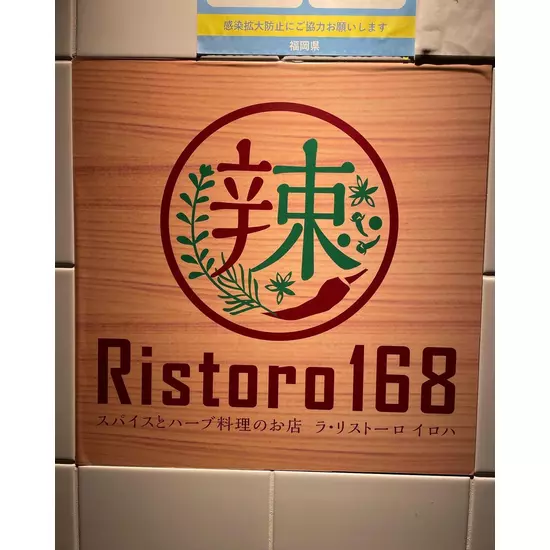 感染拡大防止にご協力お願いします
福岡県
辣
Ristoro168
スパイスとハーブ料理のお店 ラ・リストーロ イロハ